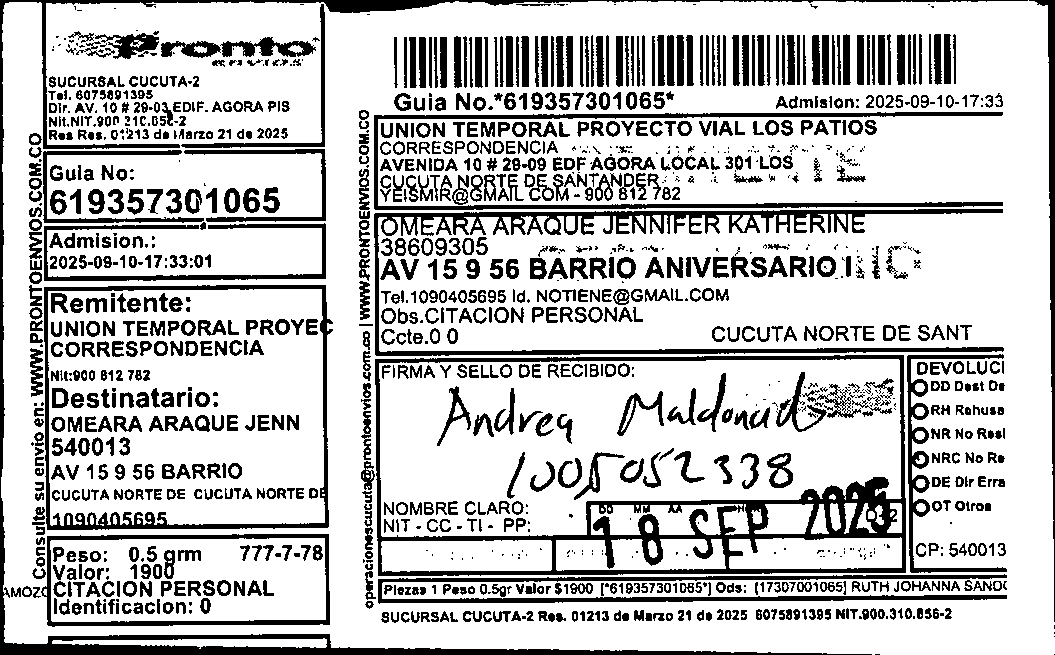 Pronto
envios
SUCURSAL CUCUTA-2
Tel. 6075891395
Dir. AV. 10 # 29-03 EDIF. AGORA PIS
Nit.NIT.900 210.856-2
Res Res. 01213 de Marzo 21 de 2025
Guia No:
619357301065
Admision.:
2025-09-10-17:33:01
Remitente:
UNION TEMPORAL PROYEC
CORRESPONDENCIA
Nit:900 812 782
Destinatario:
OMEARA ARAQUE JENN
540013
AV 15 9 56 BARRIO
CUCUTA NORTE DE CUCUTA NORTE DE
1090405695
Peso: 0.5 grm 777-7-78
Valor: 1900
CITACION PERSONAL
Identificacion: 0
Consulte su envio en: WWW.PRONTOENVIOS.COM.CO
AMOZO
operacionescucuta@prontoenvios.com.co | WWW.PRONTOENVIOS.COM.CO
Guia No.*619357301065*
Admision: 2025-09-10-17:33
UNION TEMPORAL PROYECTO VIAL LOS PATIOS
CORRESPONDENCIA
AVENIDA 10 # 29-09 EDF AGORA LOCAL 301 LOS
CUCUTA NORTE DE SANTANDER
YEISMIR@GMAIL COM - 900 812 782
OMEARA ARAQUE JENNIFER KATHERINE
38609305
AV 15 9 56 BARRIO ANIVERSARIO I
Tel.1090405695 Id. NOTIENE@GMAIL.COM
Obs.CITACION PERSONAL
Ccte.0 0 CUCUTA NORTE DE SANT
FIRMA Y SELLO DE RECIBIDO:
Andrea Maldonado
1005052338
NOMBRE CLARO:
NIT - CC - TI - PP:
DD MM AA
18 SEP 2025
DEVOLUCI
DD Dest De
RH Rehusa
NR No Resi
NRC No Re
DE Dir Erra
OT Otros
CP: 540013
Piezas 1 Peso 0.5gr Valor $1900 [*619357301065*] Ods: [17307001065] RUTH JOHANNA SANDO
SUCURSAL CUCUTA-2 Res. 01213 de Marzo 21 de 2025 6075891395 NIT.900.310.856-2